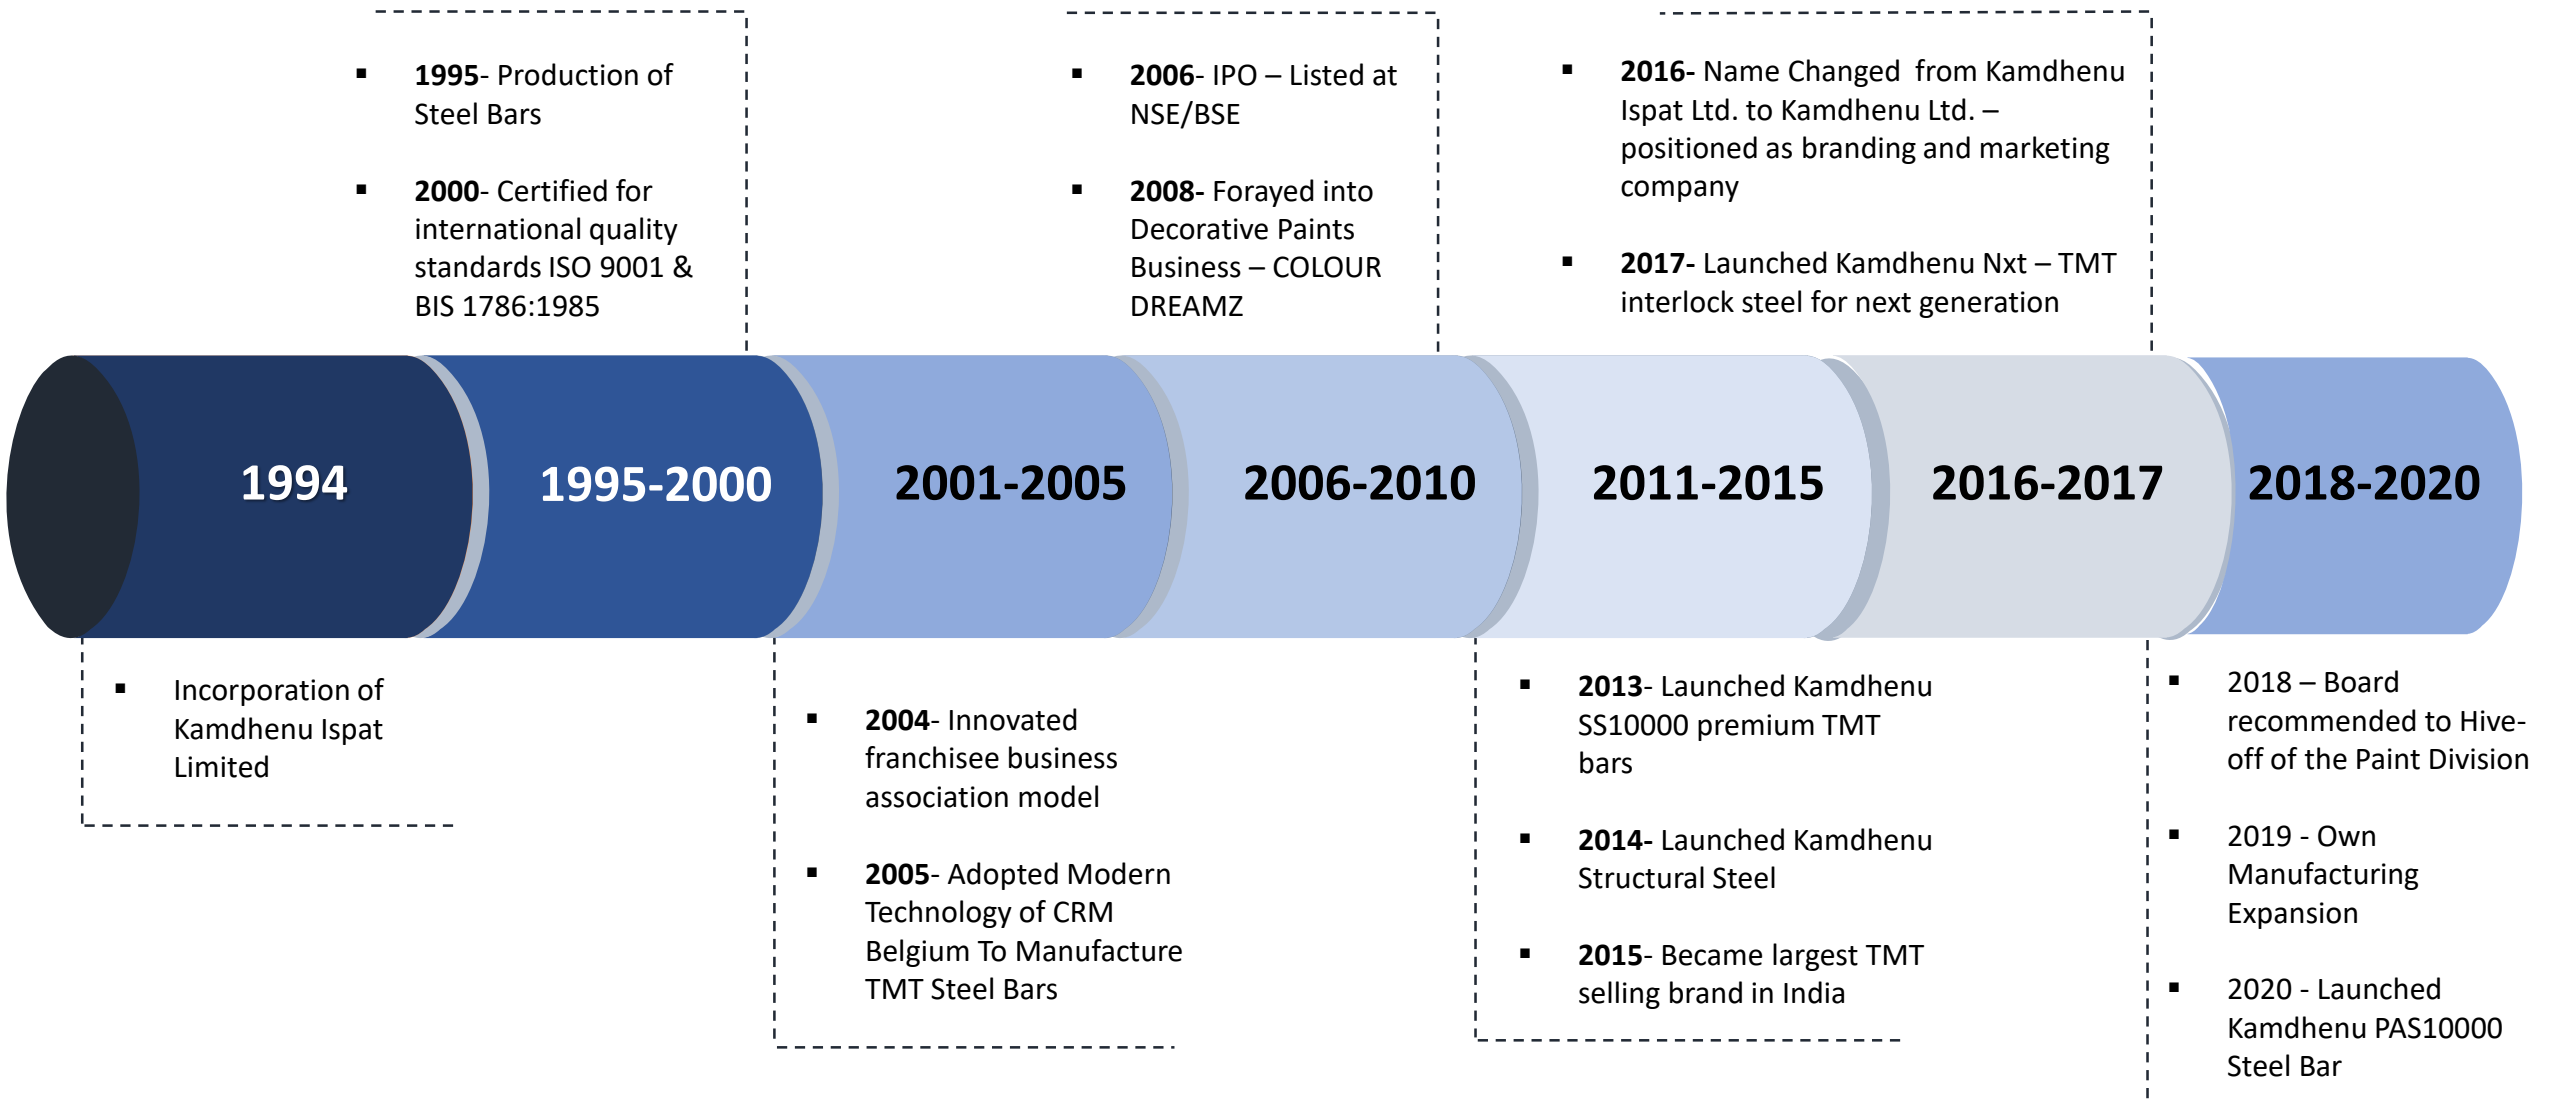 ▪ 1995- Production of
Steel Bars
▪ 2000- Certified for
international quality
standards ISO 9001 &
BIS 1786:1985
▪ 2006- IPO – Listed at
NSE/BSE
▪ 2008- Forayed into
Decorative Paints
Business – COLOUR
DREAMZ
▪ 2016- Name Changed from Kamdhenu
Ispat Ltd. to Kamdhenu Ltd. –
positioned as branding and marketing
company
▪ 2017- Launched Kamdhenu Nxt – TMT
interlock steel for next generation
1994
1995-2000
2001-2005
2006-2010
2011-2015
2016-2017
2018-2020
▪ Incorporation of
Kamdhenu Ispat
Limited
▪ 2004- Innovated
franchisee business
association model
▪ 2005- Adopted Modern
Technology of CRM
Belgium To Manufacture
TMT Steel Bars
▪ 2013- Launched Kamdhenu
SS10000 premium TMT
bars
▪ 2014- Launched Kamdhenu
Structural Steel
▪ 2015- Became largest TMT
selling brand in India
▪ 2018 – Board
recommended to Hive-
off of the Paint Division
▪ 2019 - Own
Manufacturing
Expansion
▪ 2020 - Launched
Kamdhenu PAS10000
Steel Bar